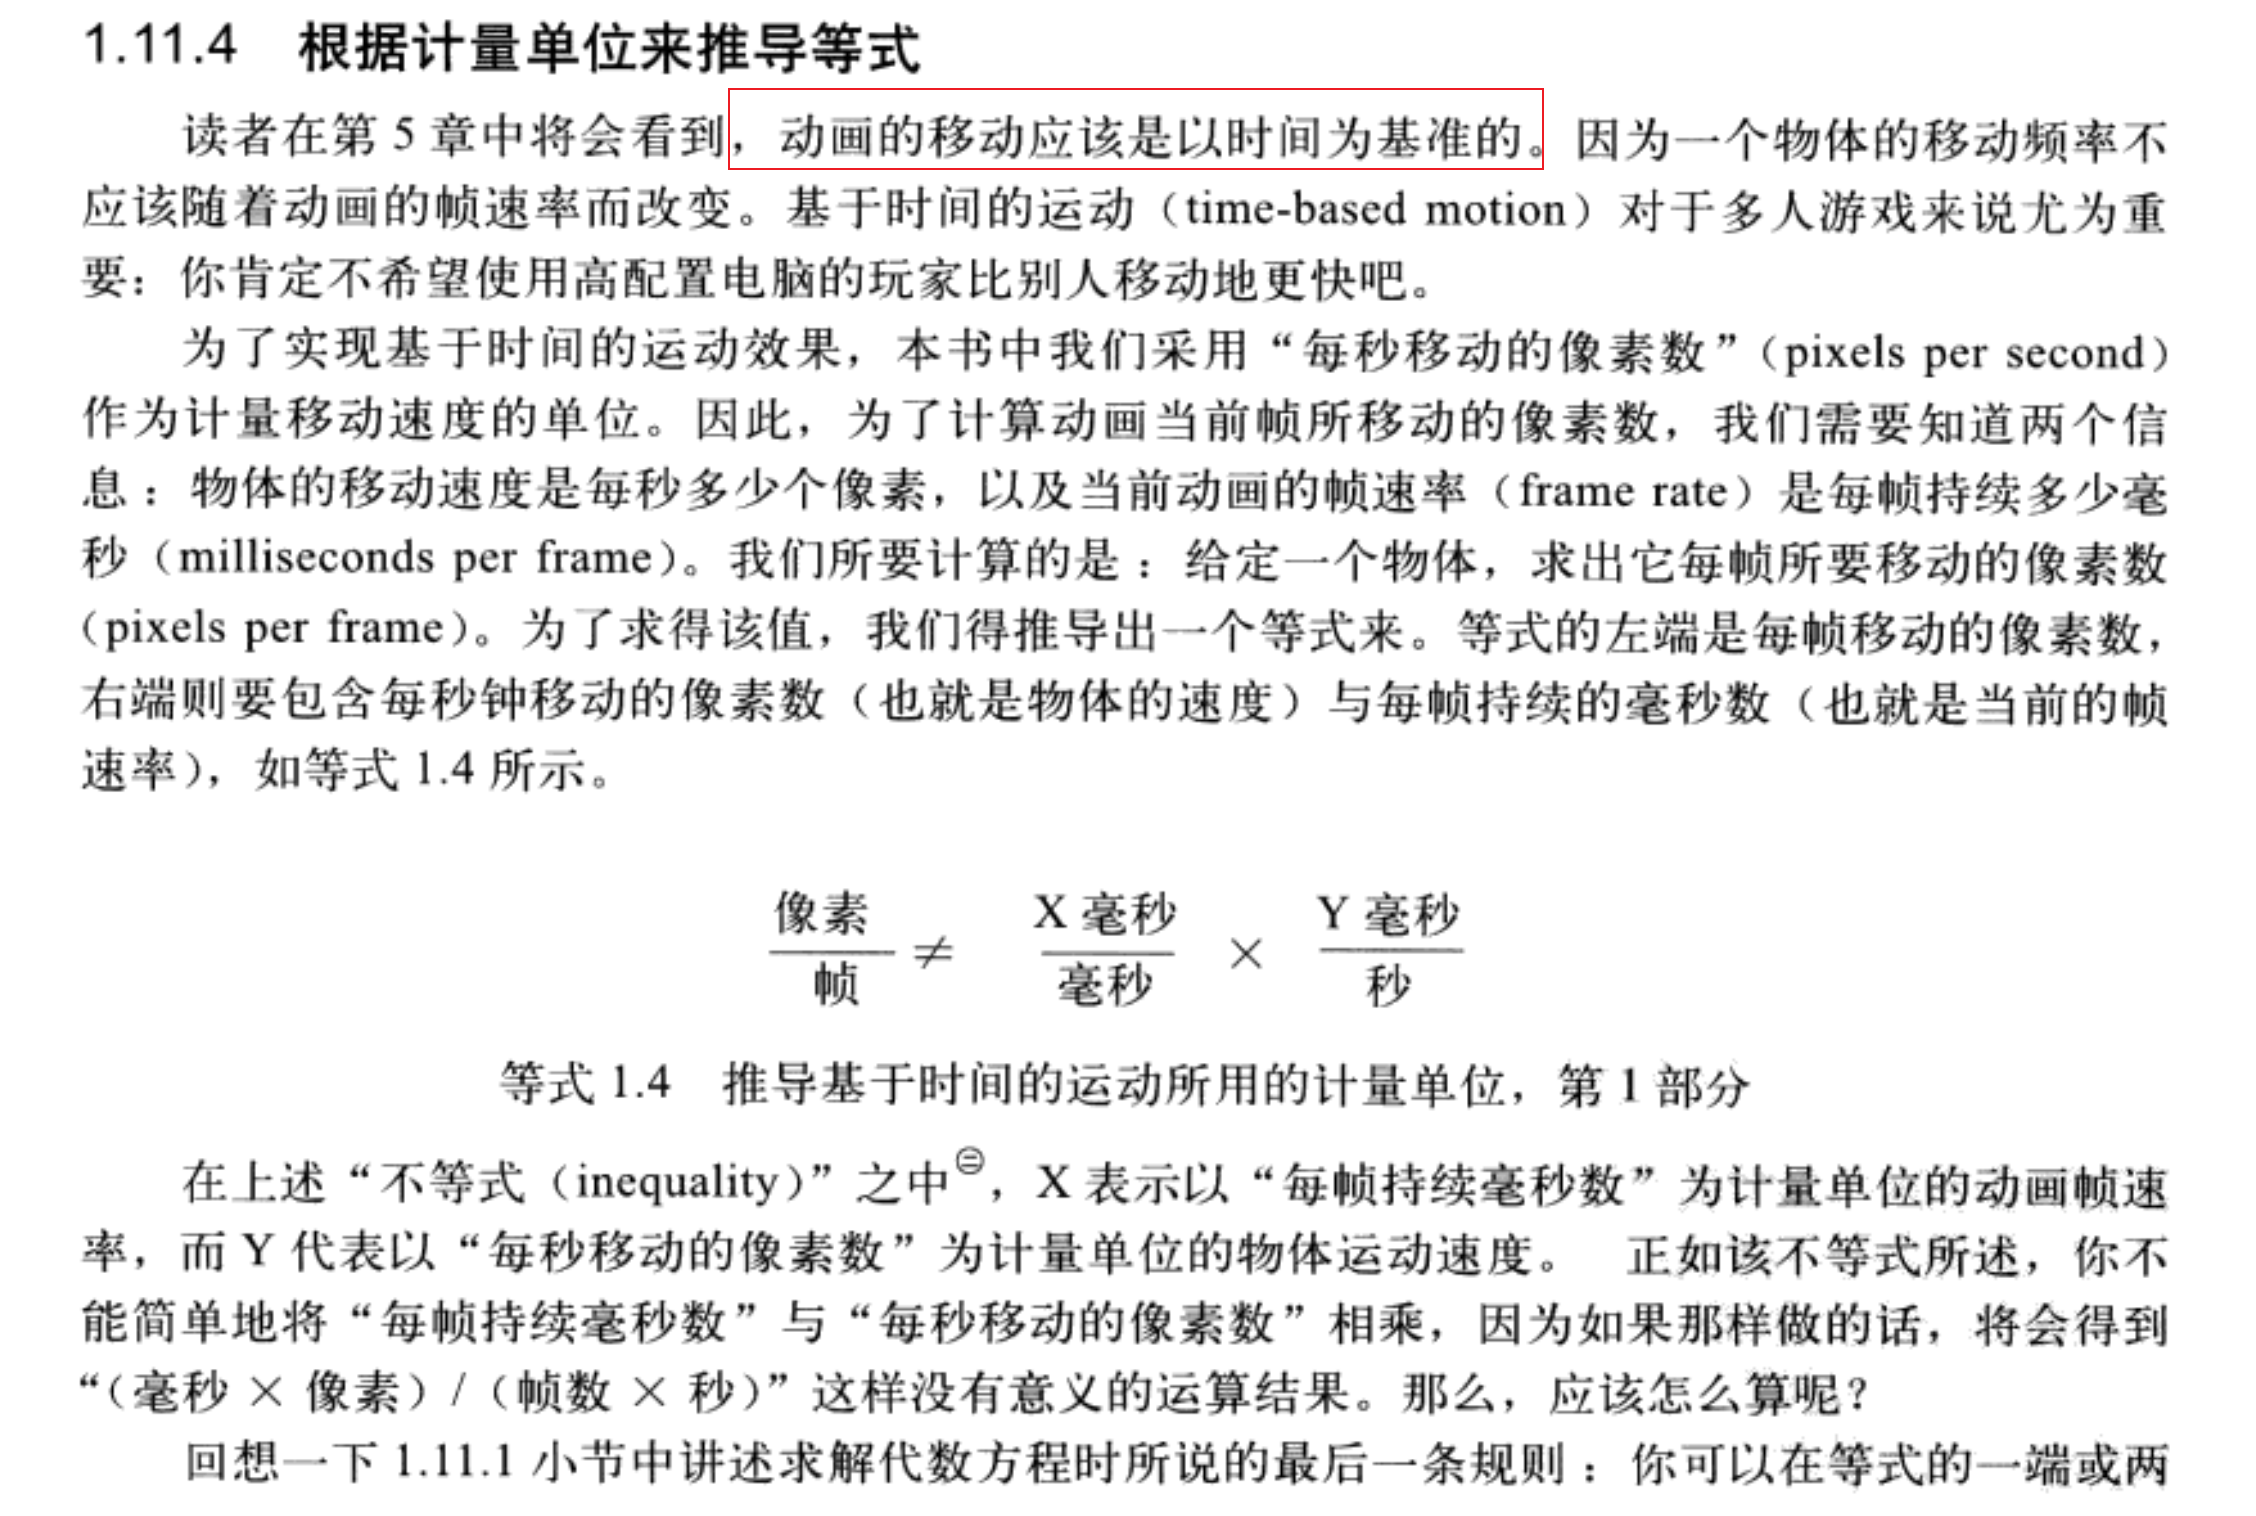 1.11.4 根据计量单位来推导等式
读者在第 5 章中将会看到，动画的移动应该是以时间为基准的。因为一个物体的移动频率不
应该随着动画的帧速率而改变。基于时间的运动（time-based motion）对于多人游戏来说尤为重
要：你肯定不希望使用高配置电脑的玩家比别人移动地更快吧。
为了实现基于时间的运动效果，本书中我们采用“每秒移动的像素数”（pixels per second）
作为计量移动速度的单位。因此，为了计算动画当前帧所移动的像素数，我们需要知道两个信
息：物体的移动速度是每秒多少个像素，以及当前动画的帧速率（frame rate）是每帧持续多少毫
秒（milliseconds per frame）。我们所要计算的是：给定一个物体，求出它每帧所要移动的像素数
（pixels per frame）。为了求得该值，我们得推导出一个等式来。等式的左端是每帧移动的像素数，
右端则要包含每秒钟移动的像素数（也就是物体的速度）与每帧持续的毫秒数（也就是当前的帧
速率），如等式 1.4 所示。
像素 X 毫秒 Y 毫秒
≠ ×
帧 毫秒 秒
等式 1.4 推导基于时间的运动所用的计量单位，第 1 部分
在上述“不等式（inequality）”之中㊁，X 表示以“每帧持续毫秒数”为计量单位的动画帧速
率，而 Y 代表以“每秒移动的像素数”为计量单位的物体运动速度。 正如该不等式所述，你不
能简单地将“每帧持续毫秒数”与“每秒移动的像素数”相乘，因为如果那样做的话，将会得到
“（毫秒 × 像素）/（帧数 × 秒）”这样没有意义的运算结果。那么，应该怎么算呢？
回想一下 1.11.1 小节中讲述求解代数方程时所说的最后一条规则：你可以在等式的一端或两